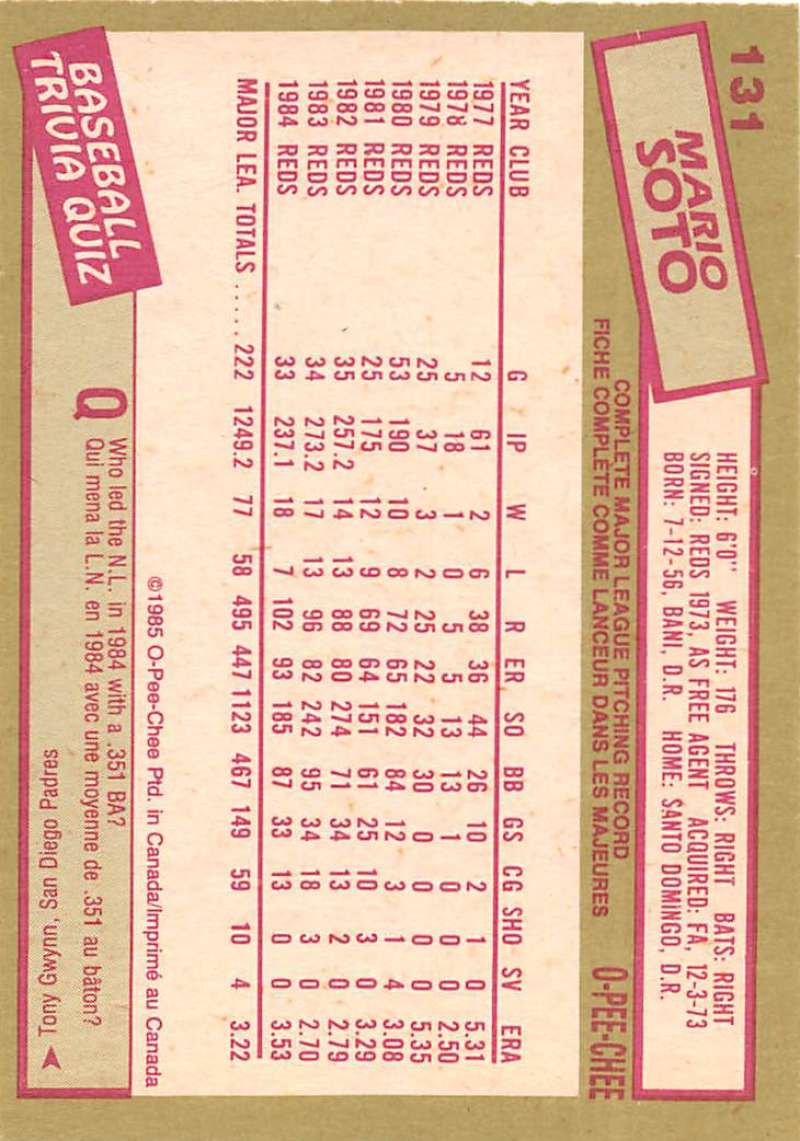 131
MARIO
SOTO
HEIGHT: 6'0" WEIGHT: 176 THROWS: RIGHT BATS: RIGHT
SIGNED: REDS 1973, AS FREE AGENT ACQUIRED: FA, 12-3-73
BORN: 7-12-56, BANI, D.R. HOME: SANTO DOMINGO, D.R.
COMPLETE MAJOR LEAGUE PITCHING RECORD
FICHE COMPLÈTE COMME LANCEUR DANS LES MAJEURES
O-PEE-CHEE
YEAR CLUB G IP W L R ER SO BB GS CG SHO SV ERA
1977 REDS 12 61 2 6 38 36 44 26 10 2 1 0 5.31
1978 REDS 5 18 1 0 5 5 13 13 1 0 0 0 2.50
1979 REDS 25 37 3 2 25 22 32 30 0 0 0 0 5.35
1980 REDS 53 190 10 8 72 65 182 84 12 3 1 4 3.08
1981 REDS 25 175 12 9 69 64 151 61 25 10 3 0 3.29
1982 REDS 35 257.2 14 13 88 80 274 71 34 13 2 0 2.79
1983 REDS 34 273.2 17 13 96 82 242 95 34 18 3 0 2.70
1984 REDS 33 237.1 18 7 102 93 185 87 33 13 0 0 3.53
MAJOR LEA. TOTALS ..... 222 1249.2 77 58 495 447 1123 467 149 59 10 4 3.22
©1985 O-Pee-Chee Ptd. in Canada/Imprimé au Canada
BASEBALL
TRIVIA QUIZ
Q Who led the N.L. in 1984 with a .351 BA?
Qui mena la L.N. en 1984 avec une moyenne de .351 au bâton?
Tony Gwynn, San Diego Padres